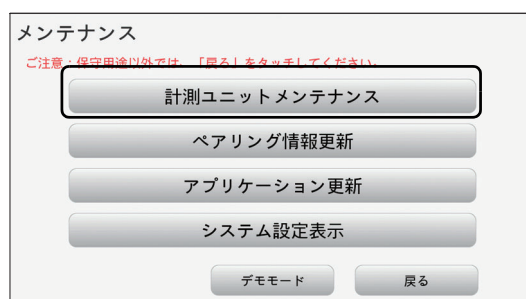 メンテナンス
ご注意:保守用途以外では、「戻る」をタッチしてください。
計測ユニットメンテナンス
ペアリング情報更新
アプリケーション更新
システム設定表示
デモモード 戻る